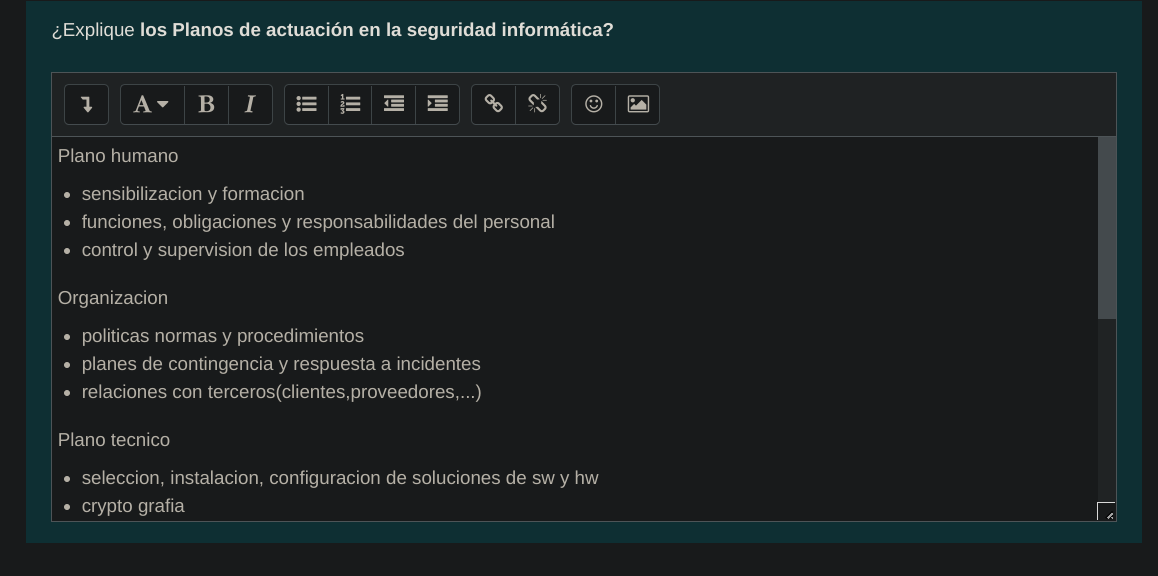 ¿Explique los Planos de actuación en la seguridad informática?
A B I
Plano humano
sensibilizacion y formacion
funciones, obligaciones y responsabilidades del personal
control y supervision de los empleados
Organizacion
politicas normas y procedimientos
planes de contingencia y respuesta a incidentes
relaciones con terceros(clientes,proveedores,...)
Plano tecnico
seleccion, instalacion, configuracion de soluciones de sw y hw
crypto grafia